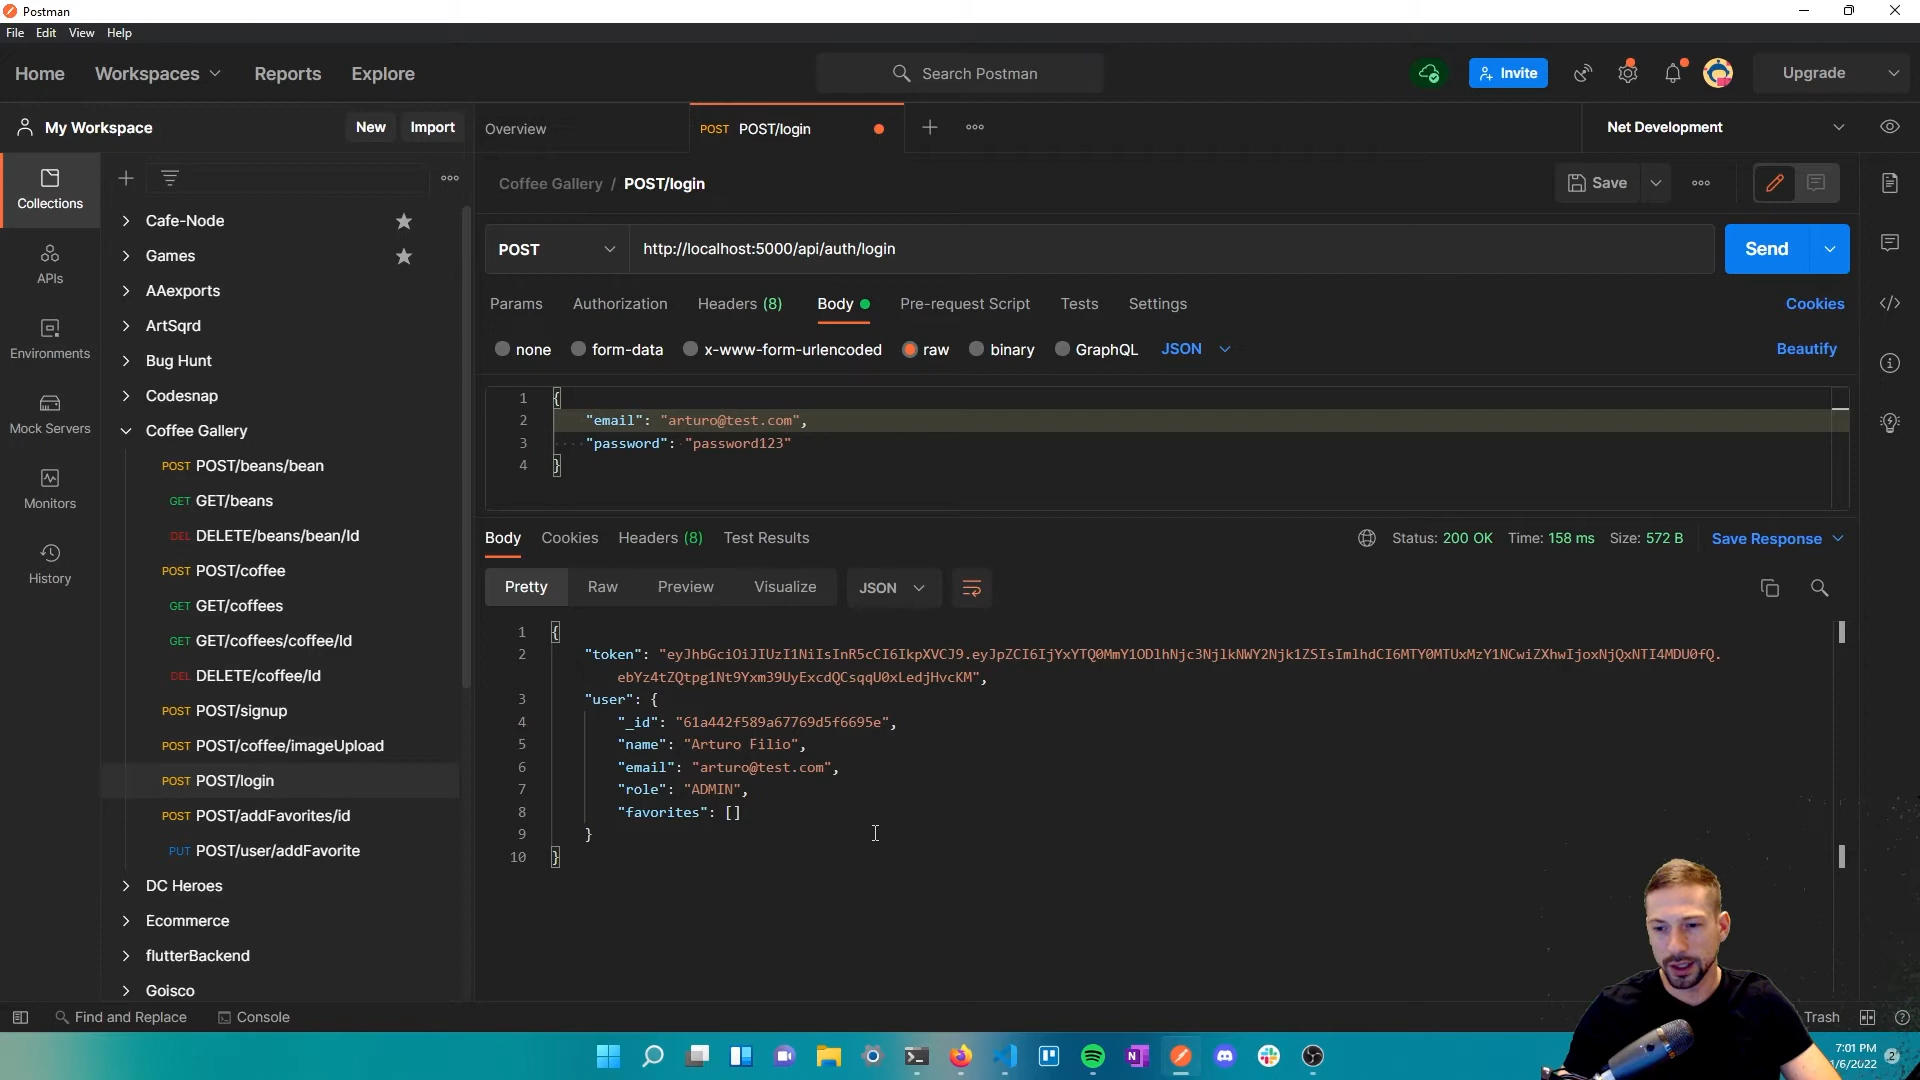 Postman
File Edit View Help
Home Workspaces Reports Explore Search Postman Invite Upgrade
My Workspace New Import Overview POST POST/login Net Development
Collections
APIs
Environments
Mock Servers
Monitors
History
Cafe-Node
Games
AAexports
ArtSqrd
Bug Hunt
Codesnap
Coffee Gallery
POST POST/beans/bean
GET GET/beans
DEL DELETE/beans/bean/Id
POST POST/coffee
GET GET/coffees
GET GET/coffees/coffee/Id
DEL DELETE/coffee/Id
POST POST/signup
POST POST/coffee/imageUpload
POST POST/login
POST POST/addFavorites/id
PUT POST/user/addFavorite
DC Heroes
Ecommerce
flutterBackend
Goisco
Coffee Gallery / POST/login Save
POST http://localhost:5000/api/auth/login Send
Params Authorization Headers (8) Body Pre-request Script Tests Settings Cookies
none form-data x-www-form-urlencoded raw binary GraphQL JSON Beautify
1 {
2 "email": "arturo@test.com",
3 "password": "password123"
4 }
Body Cookies Headers (8) Test Results Status: 200 OK Time: 158 ms Size: 572 B Save Response
Pretty Raw Preview Visualize JSON
1 {
2 "token": "eyJhbGciOiJIUzI1NiIsInR5cCI6IkpXVCJ9.eyJpZCI6IjYxYTQ0MmY1ODlhNjc3NjlkNWY2Njk1ZSIsImlhdCI6MTY0MTUxMzY1NCwiZXhwIjoxNjQxNTI4MDU0fQ.
ebYz4tZQtpg1Nt9Yxm39UyExcdQCsqqU0xLedjHvcKM",
3 "user": {
4 "_id": "61a442f589a67769d5f6695e",
5 "name": "Arturo Filio",
6 "email": "arturo@test.com",
7 "role": "ADMIN",
8 "favorites": []
9 }
10 }
Find and Replace Console Trash
7:01 PM
1/6/2022
2